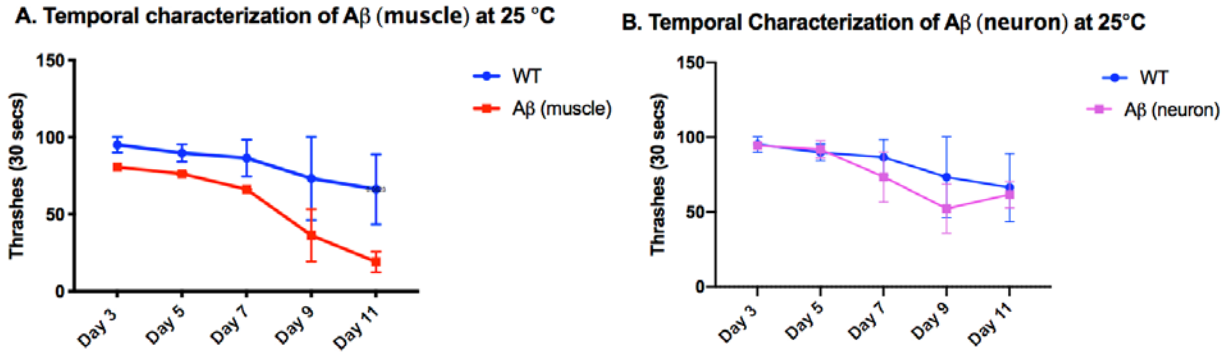 A. Temporal characterization of Aβ (muscle) at 25 °C
150
100
50
0
Thrashes (30 secs)
Day 3
Day 5
Day 7
Day 9
Day 11
WT
Aβ (muscle)
B. Temporal Characterization of Aβ (neuron) at 25°C
150
100
50
0
Thrashes (30 secs)
Day 3
Day 5
Day 7
Day 9
Day 11
WT
Aβ (neuron)